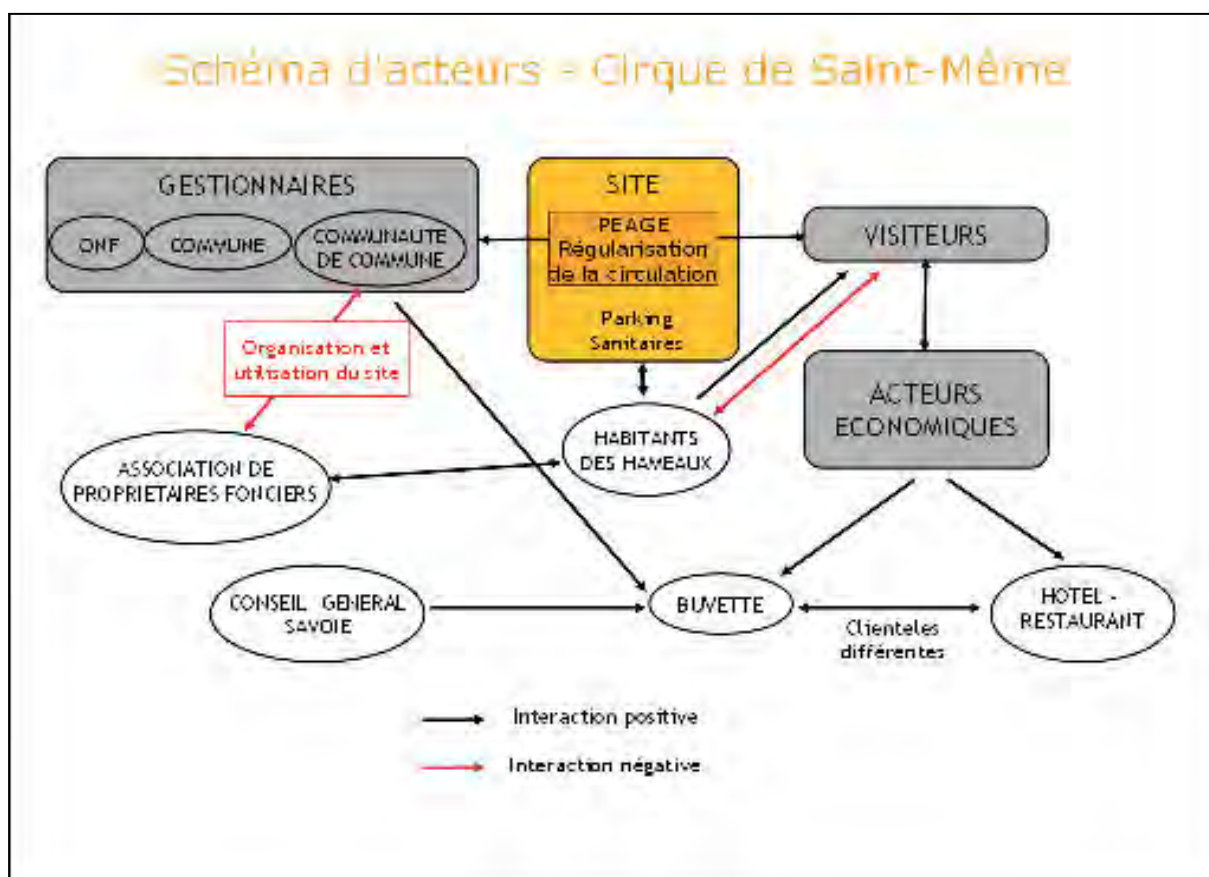 Schéma d'acteurs - Cirque de Saint-Même
GESTIONNAIRES
ONF
COMMUNE
COMMUNAUTE
DE COMMUNE
SITE
PEAGE
Régularisation
de la circulation
Parking
Sanitaires
VISITEURS
Organisation et
utilisation du site
ACTEURS
ECONOMIQUES
HABITANTS
DES HAMEAUX
ASSOCIATION DE
PROPRIETAIRES FONCIERS
CONSEIL GENERAL
SAVOIE
BUVETTE
HOTEL -
RESTAURANT
Clienteles
différentes
Interaction positive
Interaction négative